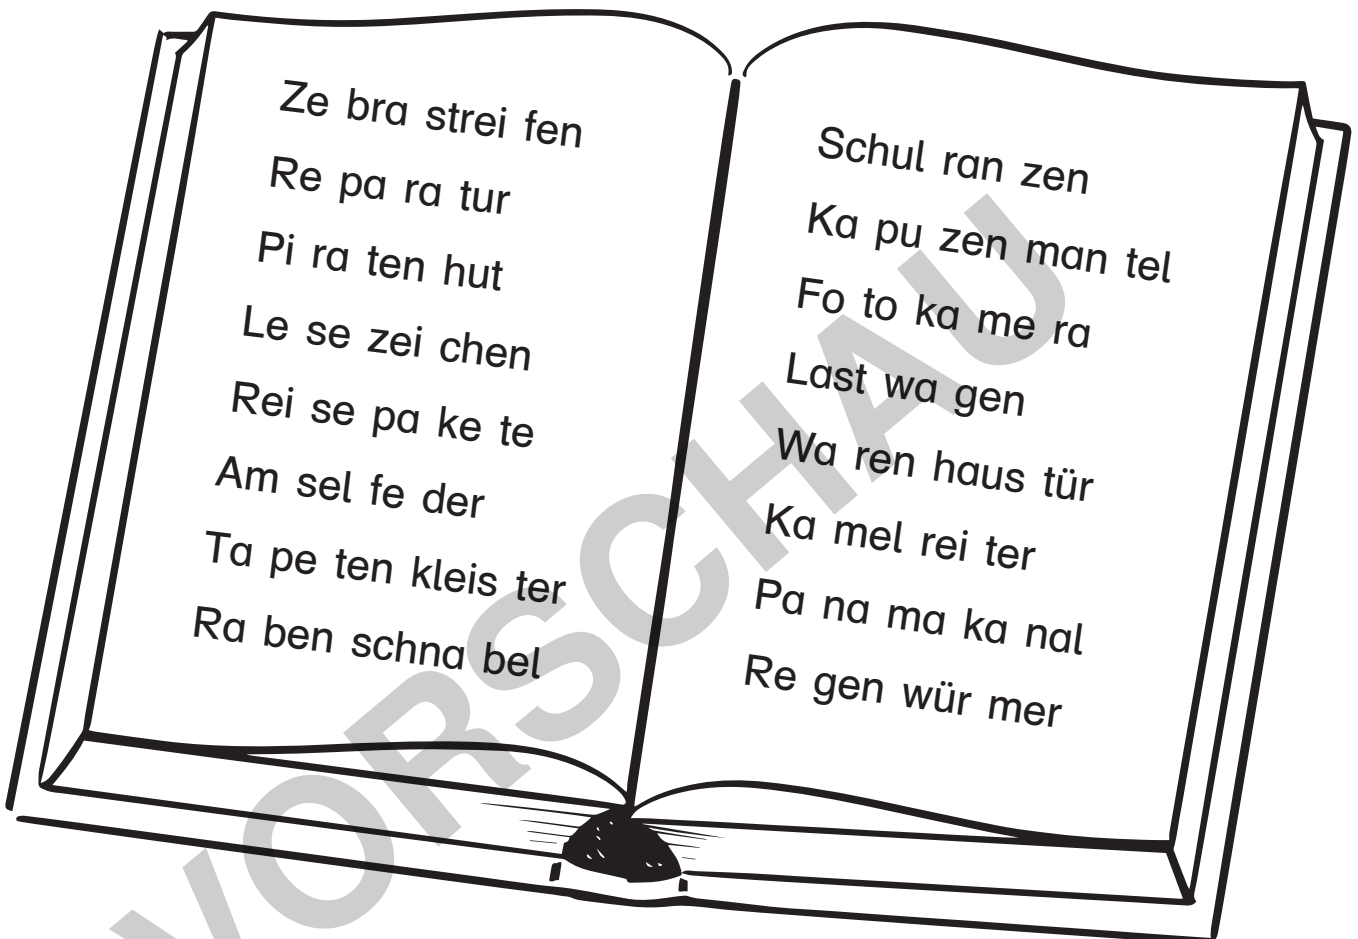 Ze bra strei fen
Re pa ra tur
Pi ra ten hut
Le se zei chen
Rei se pa ke te
Am sel fe der
Ta pe ten kleis ter
Ra ben schna bel
Schul ran zen
Ka pu zen man tel
Fo to ka me ra
Last wa gen
Wa ren haus tür
Ka mel rei ter
Pa na ma ka nal
Re gen wür mer
VORSCHAU